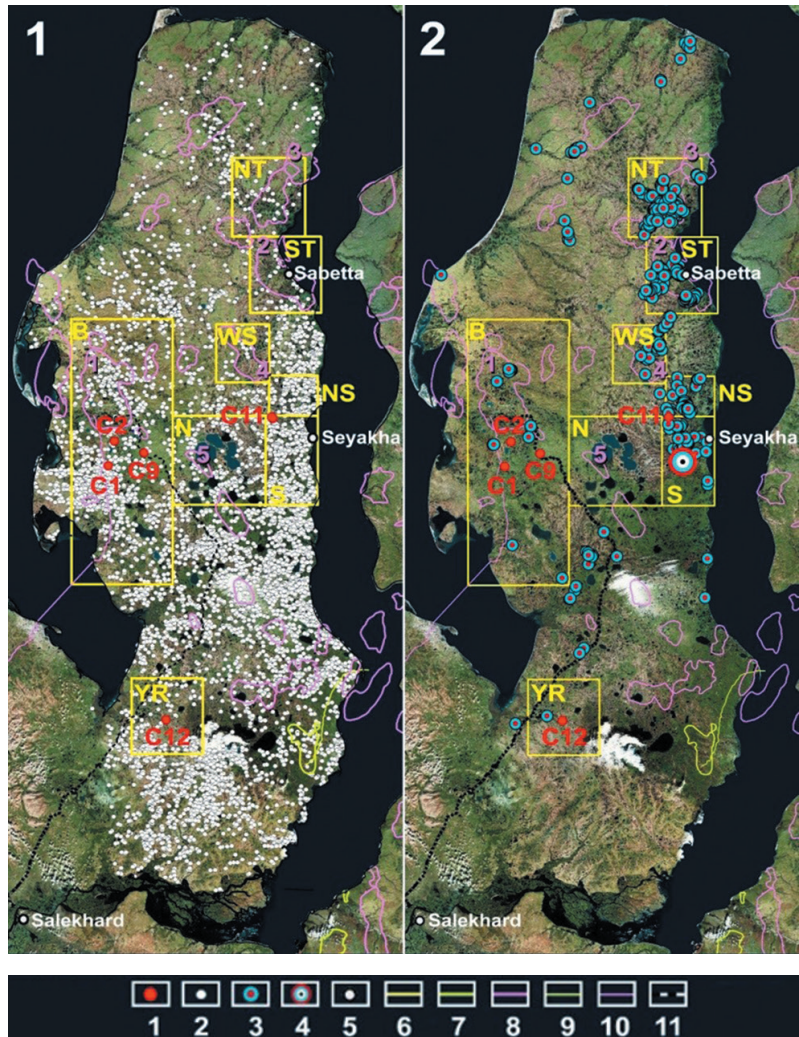 1
NT
3
2
ST
Sabetta
B
WS
1
4
NS
C2
C11
C9
N
Seyakha
5
C1
S
YR
C12
Salekhard
2
NT
3
2
ST
Sabetta
B
WS
1
4
NS
C2
C11
C9
N
Seyakha
5
C1
S
YR
C12
Salekhard
1 2 3 4 5 6 7 8 9 10 11